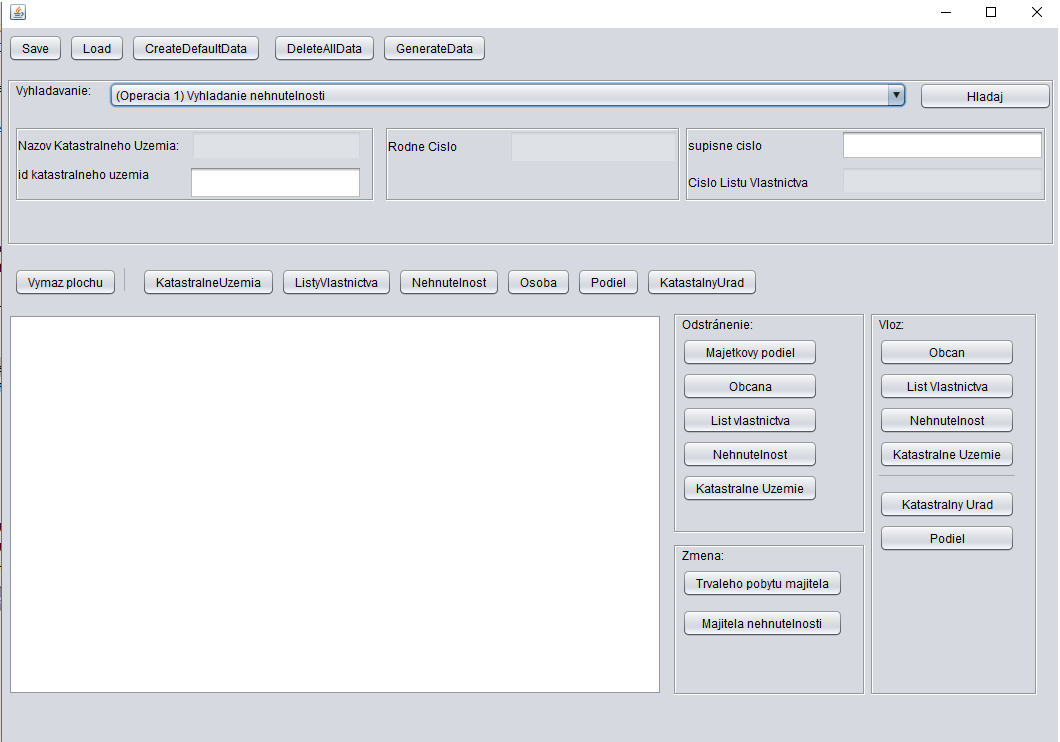 Save Load CreateDefaultData DeleteAllData GenerateData
Vyhladavanie: (Operacia 1) Vyhladanie nehnutelnosti Hladaj
Nazov Katastralneho Uzemia: Rodne Cislo supisne cislo
id katastralneho uzemia Cislo Listu Vlastnictva
Vymaz plochu KatastralneUzemia ListyVlastnictva Nehnutelnost Osoba Podiel KatastalnyUrad
Odstránenie:
Majetkovy podiel
Obcana
List vlastnictva
Nehnutelnost
Katastralne Uzemie
Zmena:
Trvaleho pobytu majitela
Majitela nehnutelnosti
Vloz:
Obcan
List Vlastnictva
Nehnutelnost
Katastralne Uzemie
Katastralny Urad
Podiel